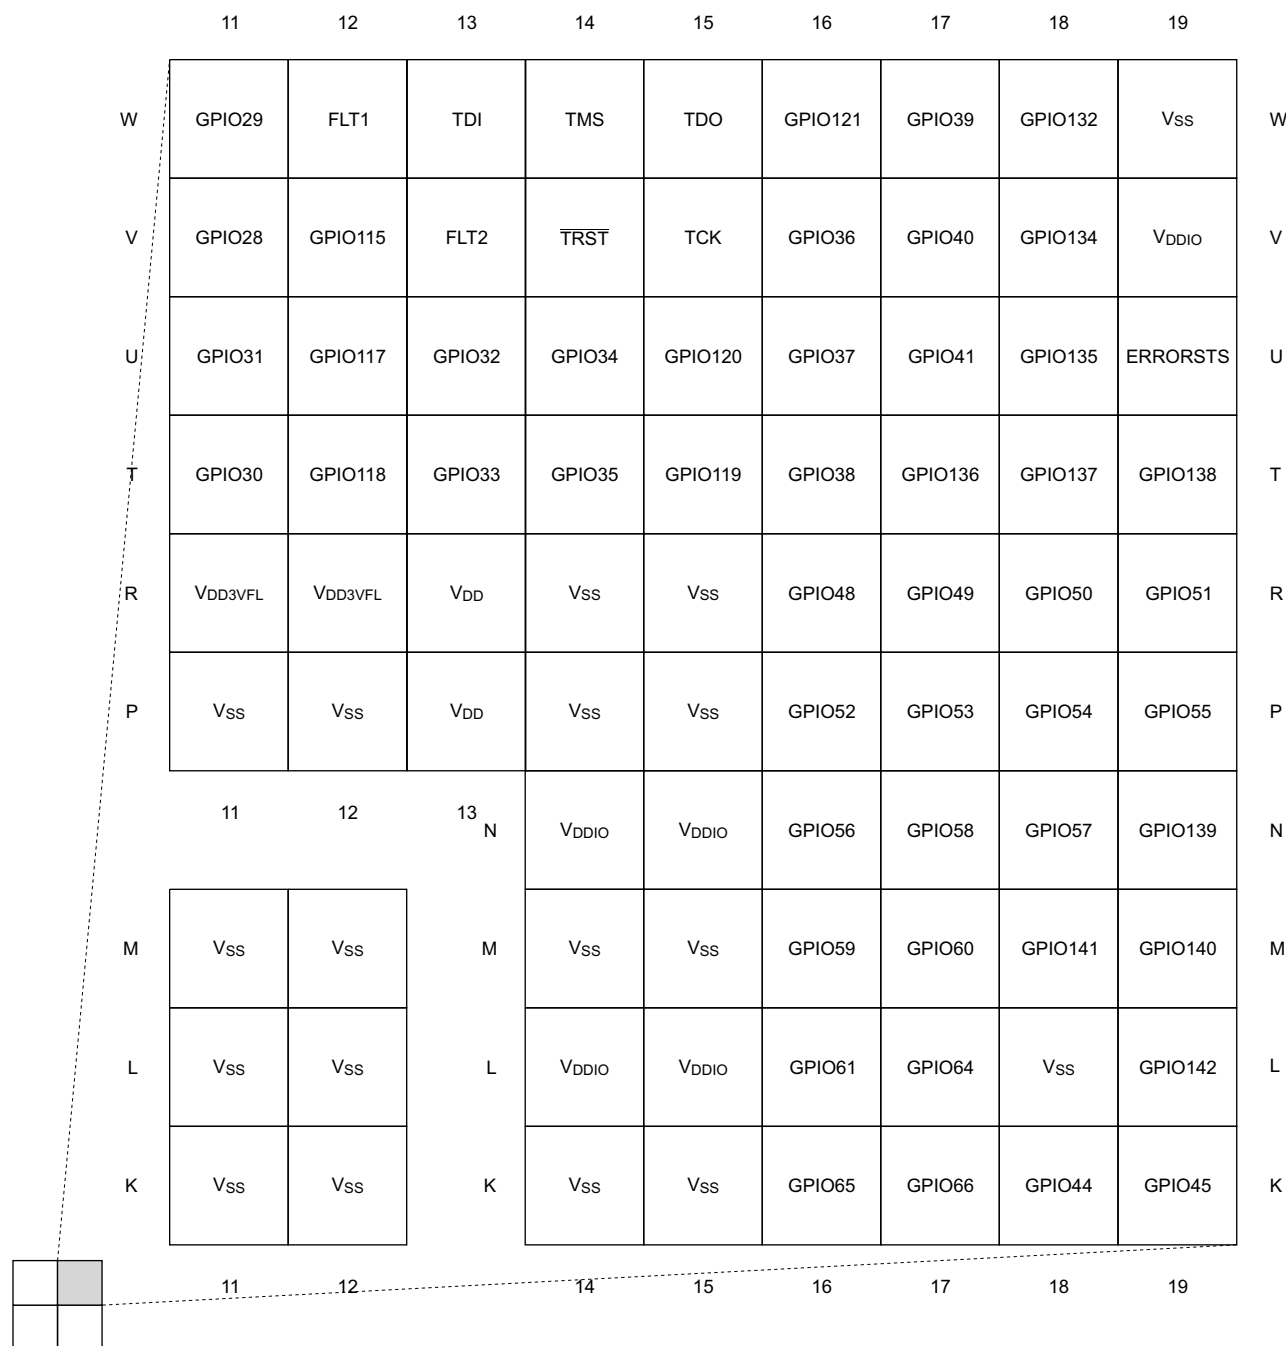 11 12 13 14 15 16 17 18 19
W GPIO29 FLT1 TDI TMS TDO GPIO121 GPIO39 GPIO132 VSS W
V GPIO28 GPIO115 FLT2 T̅R̅S̅T̅ TCK GPIO36 GPIO40 GPIO134 VDDIO V
U GPIO31 GPIO117 GPIO32 GPIO34 GPIO120 GPIO37 GPIO41 GPIO135 ERRORSTS U
T GPIO30 GPIO118 GPIO33 GPIO35 GPIO119 GPIO38 GPIO136 GPIO137 GPIO138 T
R VDD3VFL VDD3VFL VDD VSS VSS GPIO48 GPIO49 GPIO50 GPIO51 R
P VSS VSS VDD VSS VSS GPIO52 GPIO53 GPIO54 GPIO55 P
11 12 13 N VDDIO VDDIO GPIO56 GPIO58 GPIO57 GPIO139 N
M VSS VSS M VSS VSS GPIO59 GPIO60 GPIO141 GPIO140 M
L VSS VSS L VDDIO VDDIO GPIO61 GPIO64 VSS GPIO142 L
K VSS VSS K VSS VSS GPIO65 GPIO66 GPIO44 GPIO45 K
11 12 14 15 16 17 18 19